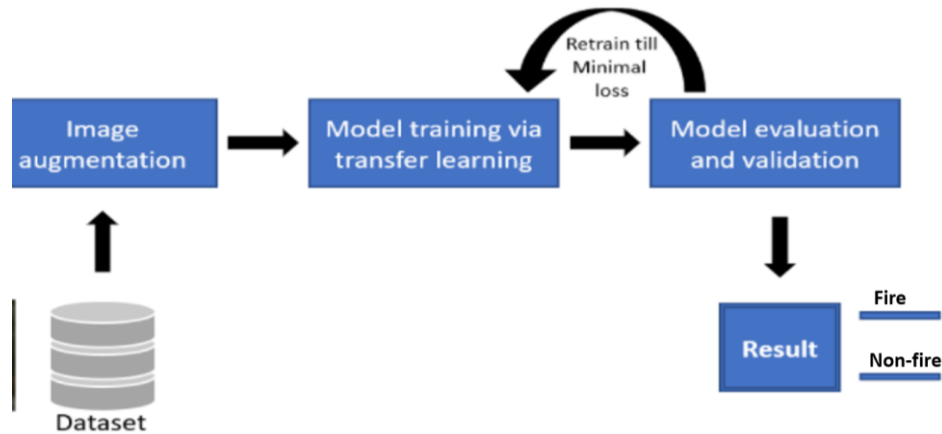 Retrain till
Minimal
loss
Image
augmentation
Model training via
transfer learning
Model evaluation
and validation
Dataset
Result
Fire
Non-fire